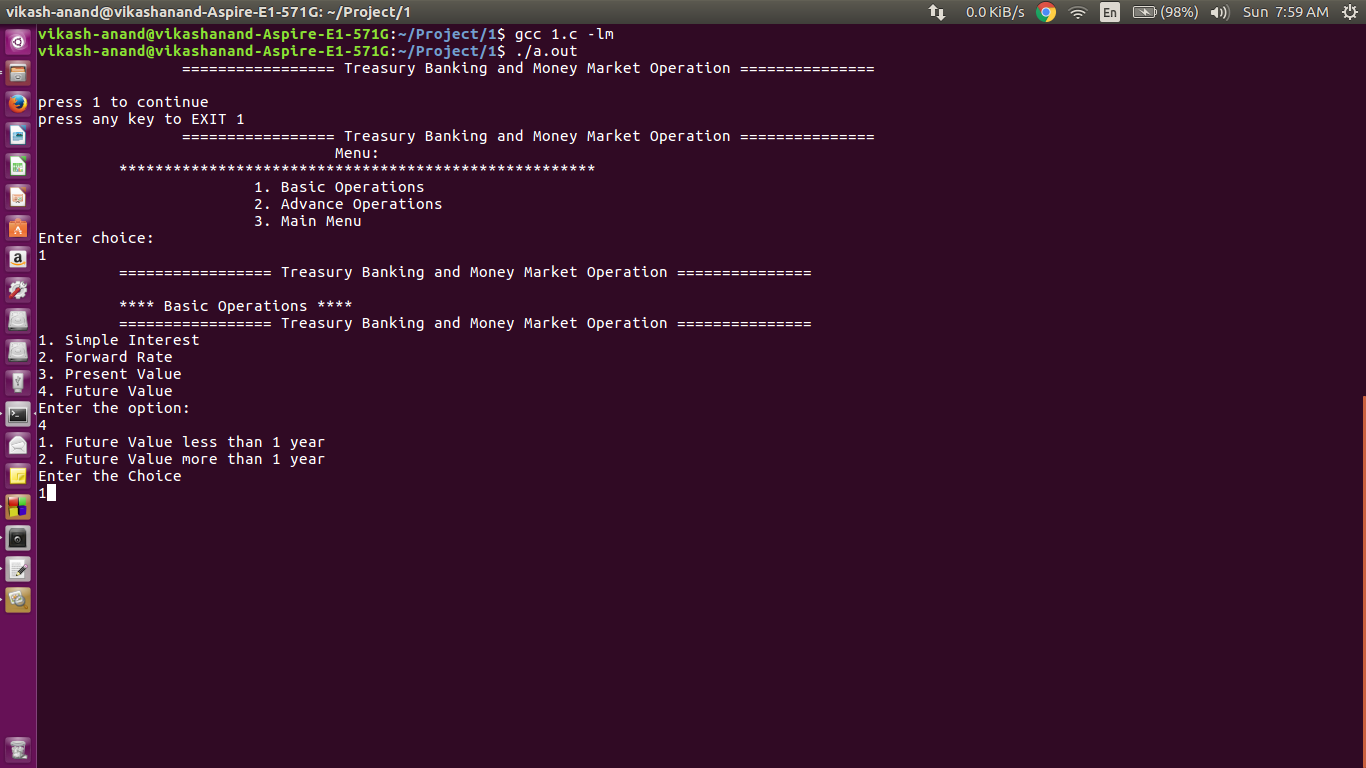 vikash-anand@vikashanand-Aspire-E1-571G: ~/Project/1 0.0 KiB/s En (98%) Sun 7:59 AM
vikash-anand@vikashanand-Aspire-E1-571G:~/Project/1$ gcc 1.c -lm
vikash-anand@vikashanand-Aspire-E1-571G:~/Project/1$ ./a.out
================= Treasury Banking and Money Market Operation ===============
press 1 to continue
press any key to EXIT 1
================= Treasury Banking and Money Market Operation ===============
Menu:
*****************************************************
1. Basic Operations
2. Advance Operations
3. Main Menu
Enter choice:
1
================= Treasury Banking and Money Market Operation ===============
**** Basic Operations ****
================= Treasury Banking and Money Market Operation ===============
1. Simple Interest
2. Forward Rate
3. Present Value
4. Future Value
Enter the option:
4
1. Future Value less than 1 year
2. Future Value more than 1 year
Enter the Choice
1